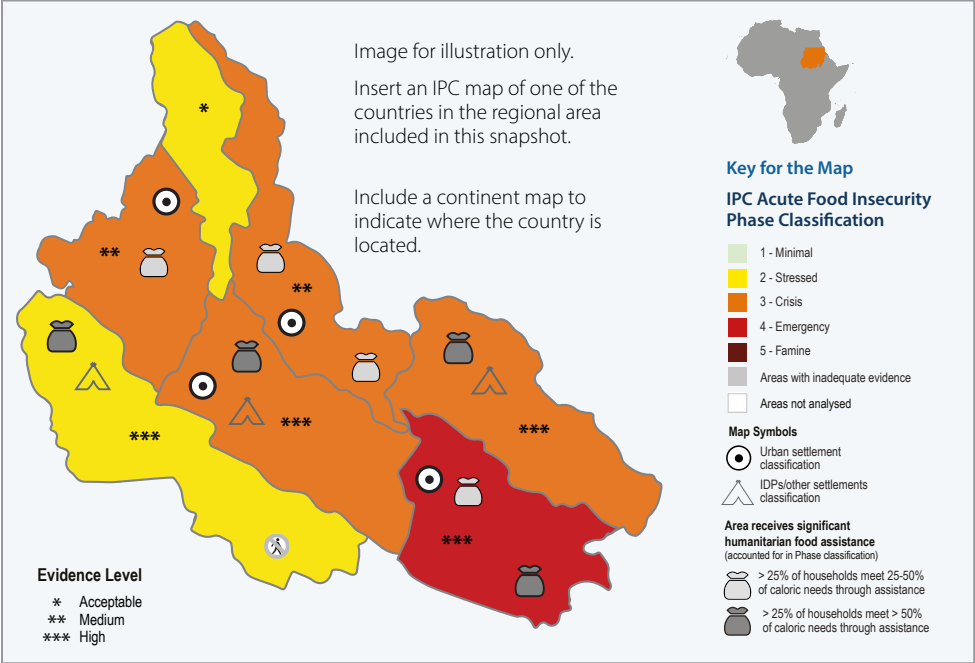 Image for illustration only.
Insert an IPC map of one of the
countries in the regional area
included in this snapshot.
Include a continent map to
indicate where the country is
located.
*
**
**
***
***
***
***
Evidence Level
* Acceptable
** Medium
*** High
Key for the Map
IPC Acute Food Insecurity
Phase Classification
1 - Minimal
2 - Stressed
3 - Crisis
4 - Emergency
5 - Famine
Areas with inadequate evidence
Areas not analysed
Map Symbols
Urban settlement
classification
IDPs/other settlements
classification
Area receives significant
humanitarian food assistance
(accounted for in Phase classification)
> 25% of households meet 25-50%
of caloric needs through assistance
> 25% of households meet > 50%
of caloric needs through assistance